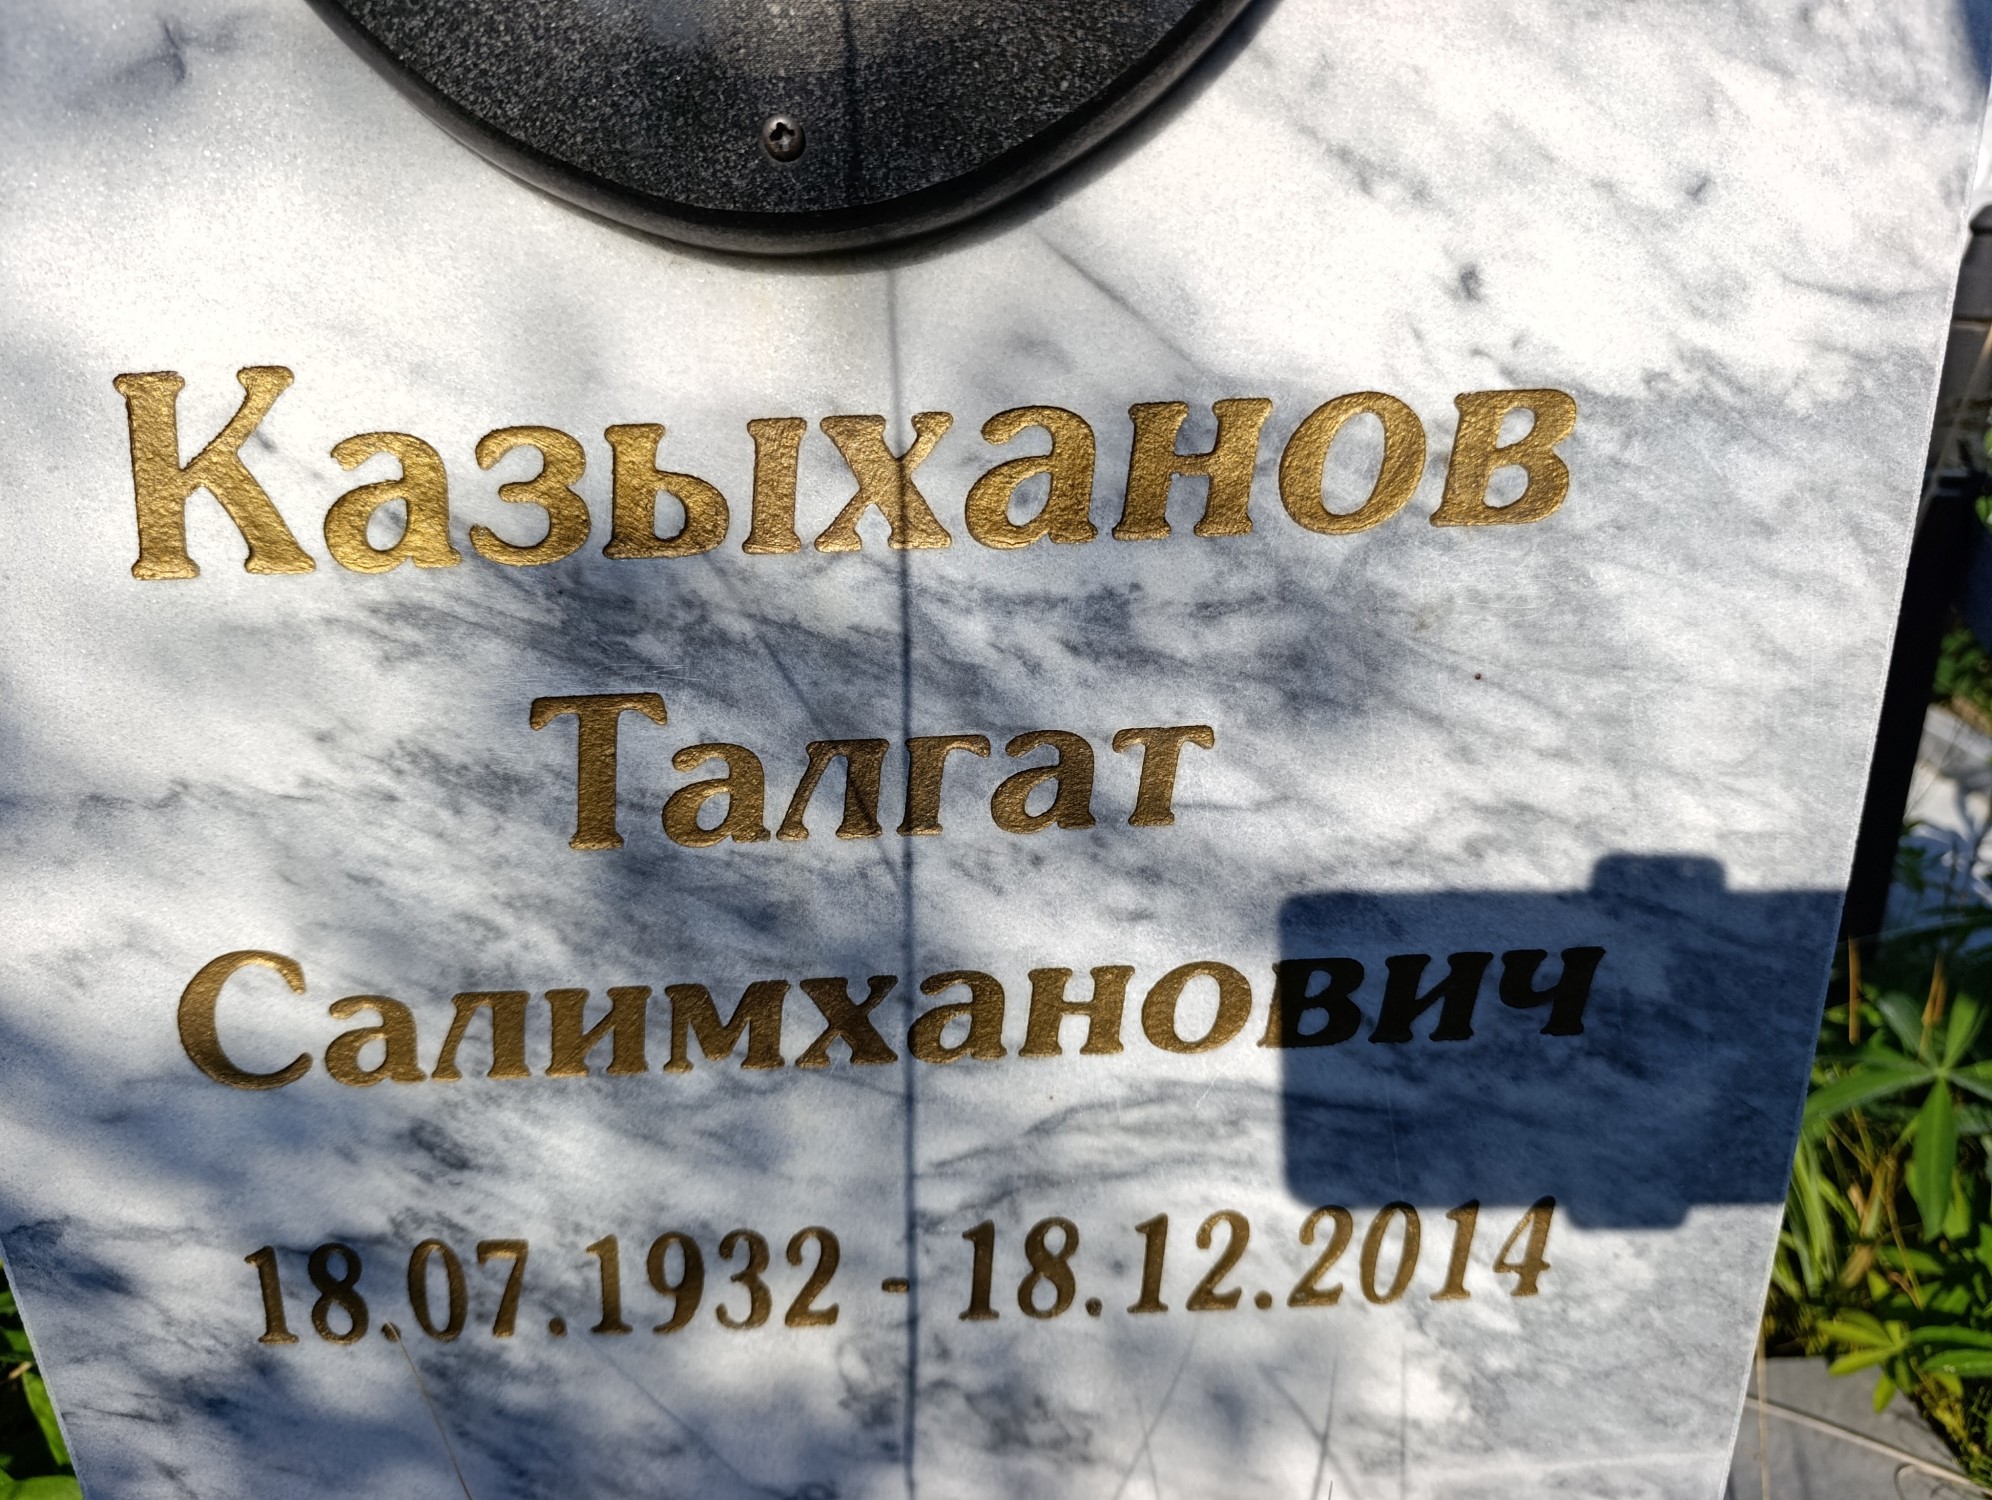 Казыханов
Талгат
Салимханович
18.07.1932 - 18.12.2014